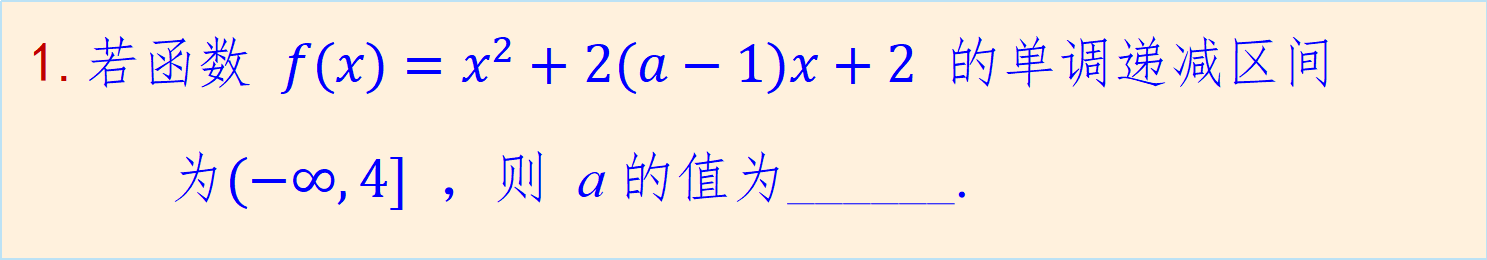 1. 若函数 f(x) = x² + 2(a − 1)x + 2 的单调递减区间
为(−∞, 4] ，则 a 的值为______.